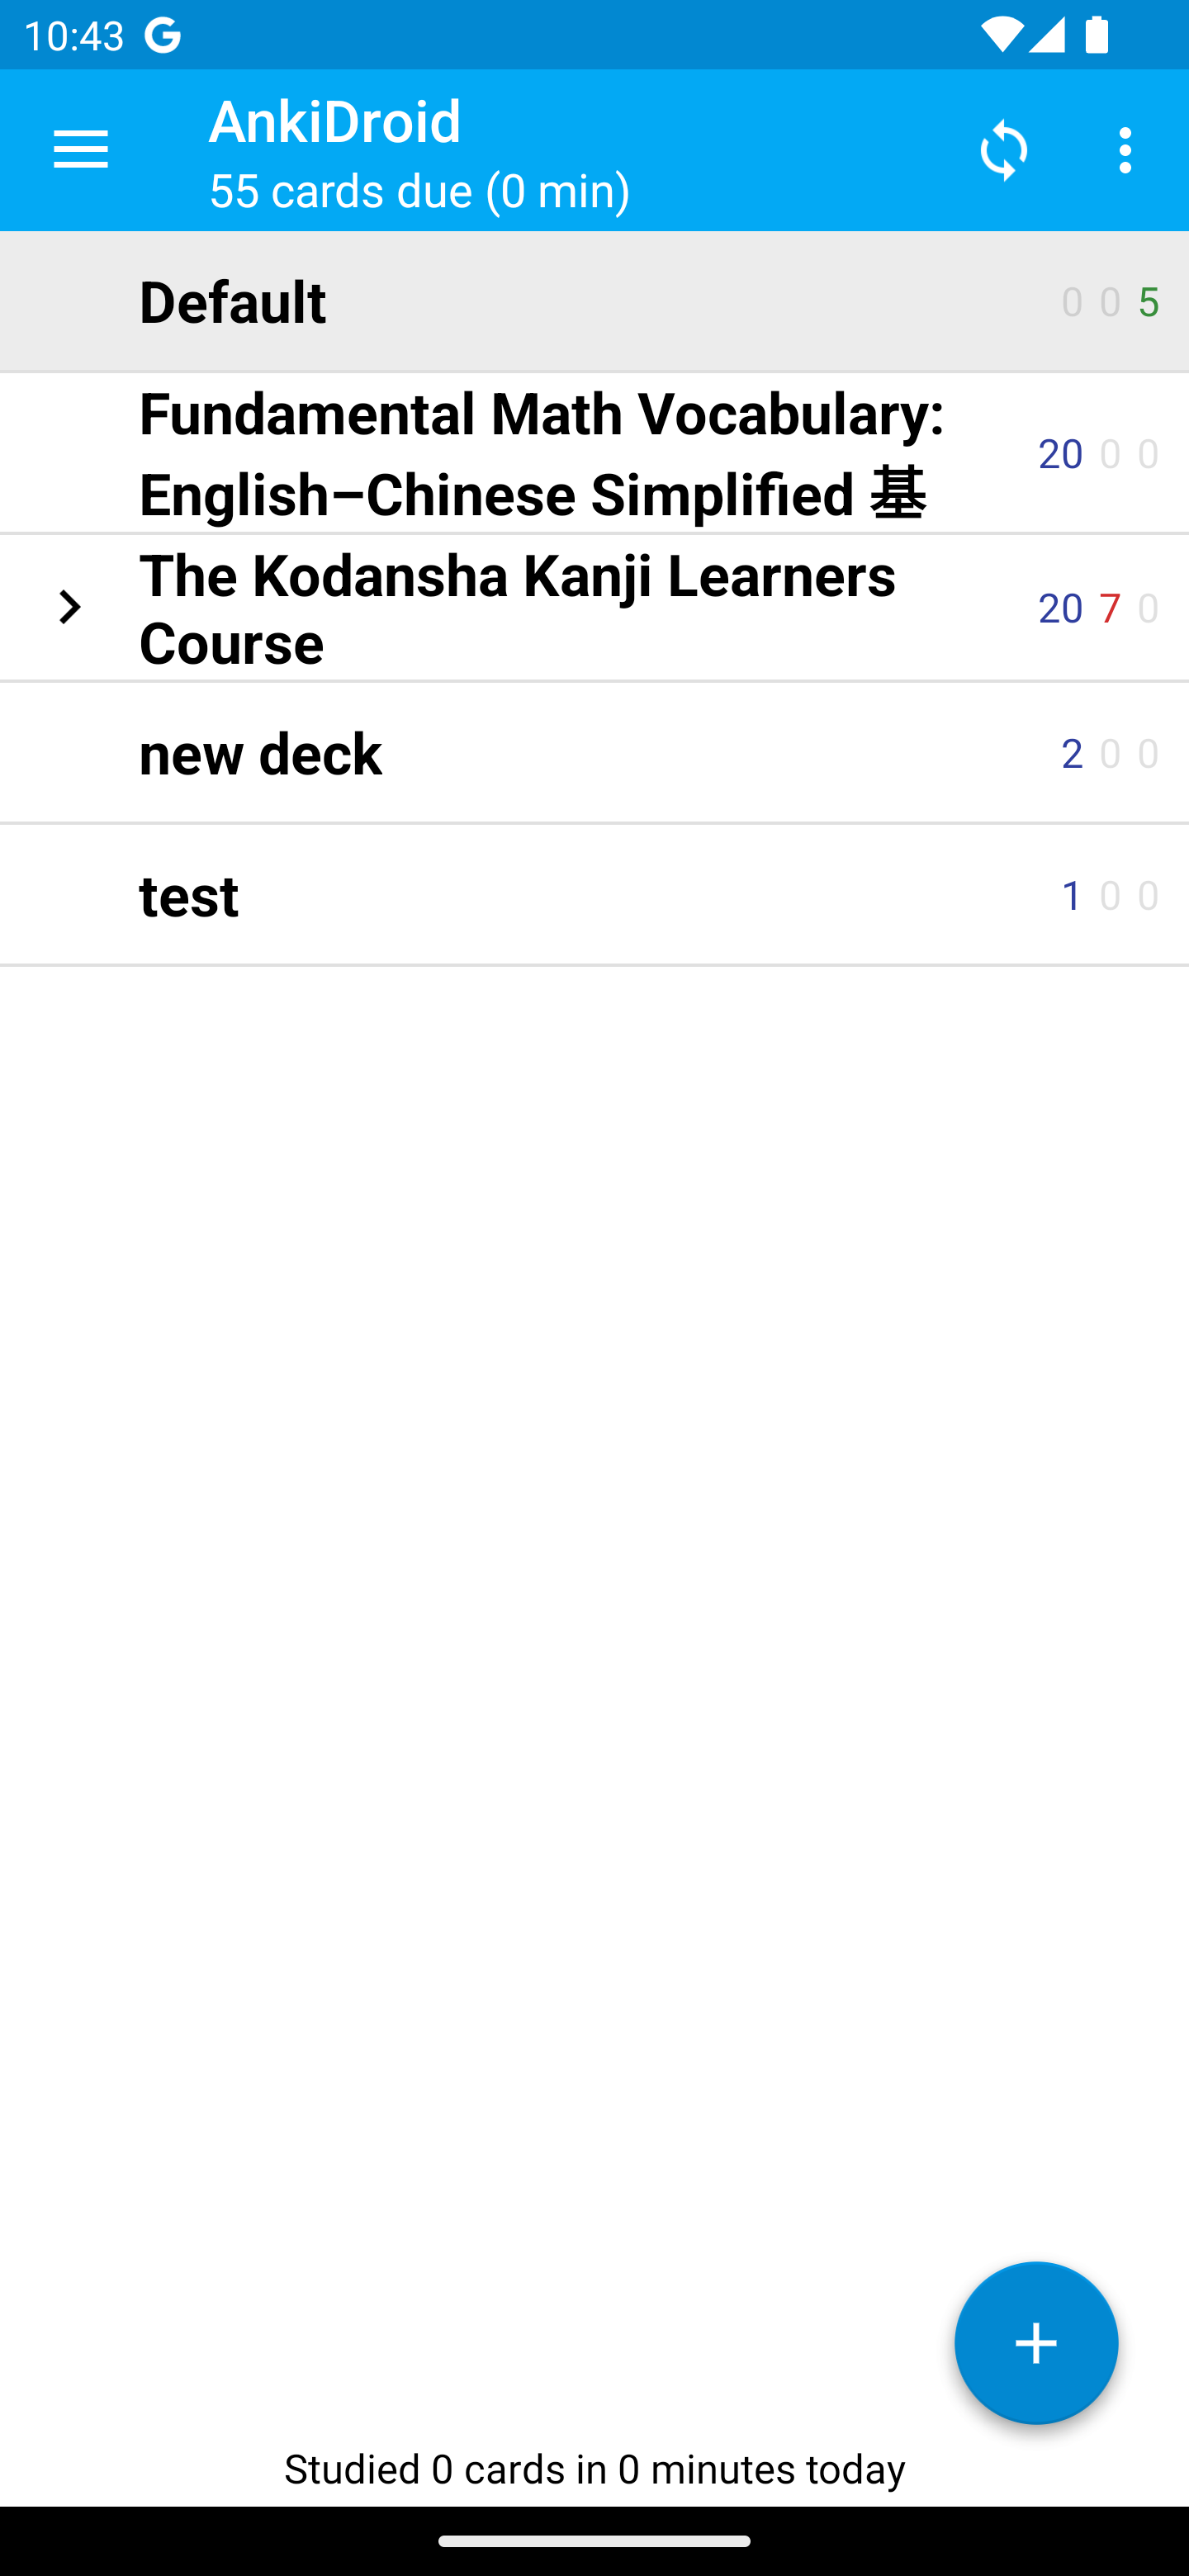 10:43
AnkiDroid
55 cards due (0 min)
Default
0 0 5
Fundamental Math Vocabulary:
English–Chinese Simplified 基
20 0 0
The Kodansha Kanji Learners
Course
20 7 0
new deck
2 0 0
test
1 0 0
Studied 0 cards in 0 minutes today